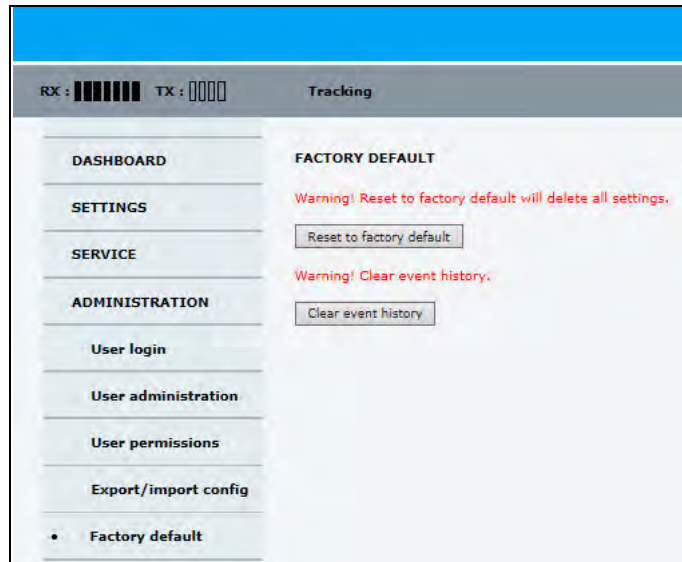 RX : TX : Tracking
DASHBOARD
SETTINGS
SERVICE
ADMINISTRATION
User login
User administration
User permissions
Export/import config
• Factory default
FACTORY DEFAULT
Warning! Reset to factory default will delete all settings.
Reset to factory default
Warning! Clear event history.
Clear event history